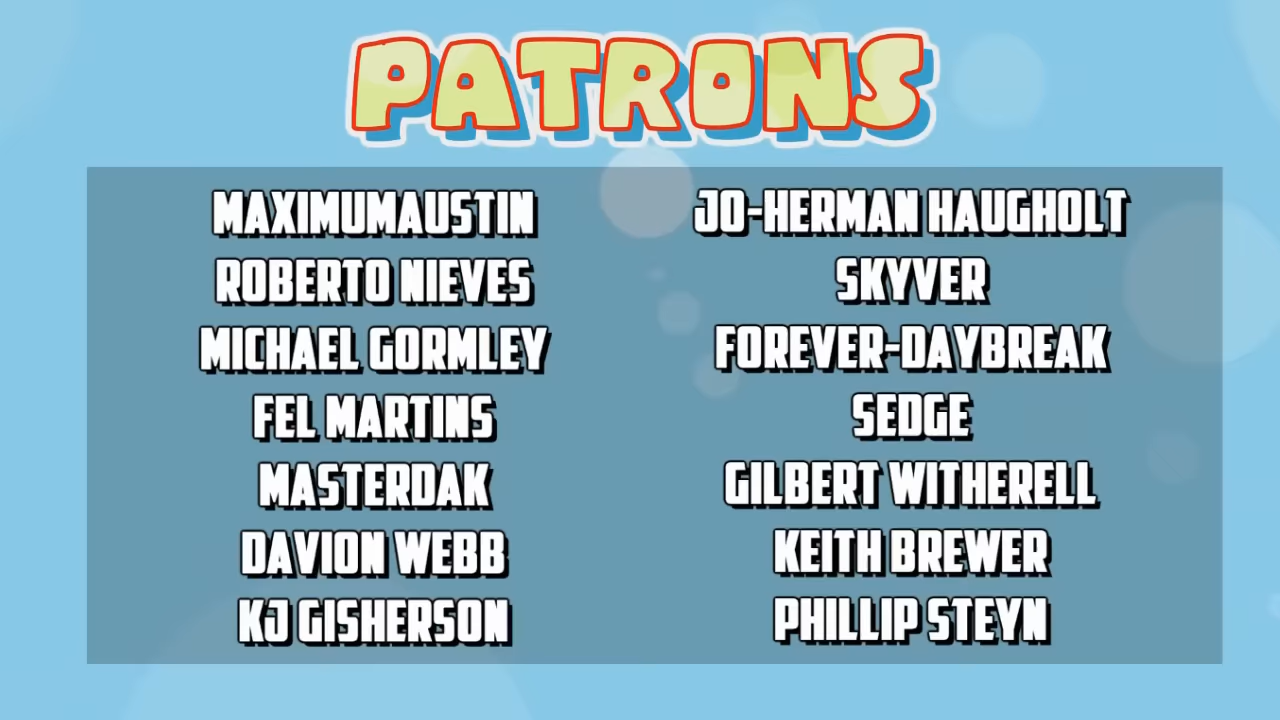 PATRONS
MAXIMUMAUSTIN
ROBERTO NIEVES
MICHAEL GORMLEY
FEL MARTINS
MASTERDAK
DAVION WEBB
KJ GISHERSON
JO-HERMAN HAUGHOLT
SKYVER
FOREVER-DAYBREAK
SEDGE
GILBERT WITHERELL
KEITH BREWER
PHILLIP STEYN